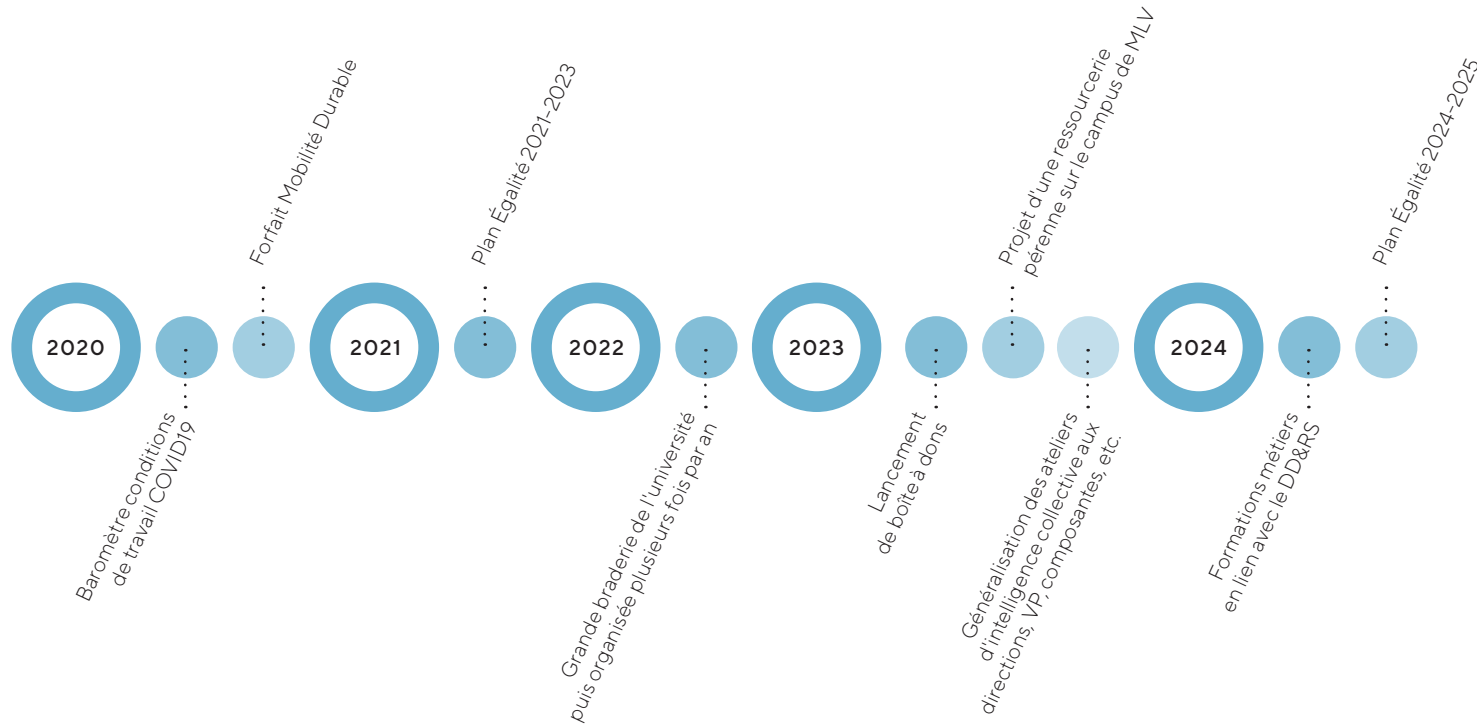 2020
Baromètre conditions
de travail COVID19
Forfait Mobilité Durable
2021
Plan Égalité 2021-2023
2022
Grande braderie de l'université
puis organisée plusieurs fois par an
2023
Lancement
de boîte à dons
Projet d'une ressourcerie
pérenne sur le campus de MLV
Généralisation des ateliers
d'intelligence collective aux
directions, VP, composantes, etc.
2024
Formations métiers
en lien avec le DD&RS
Plan Égalité 2024-2025